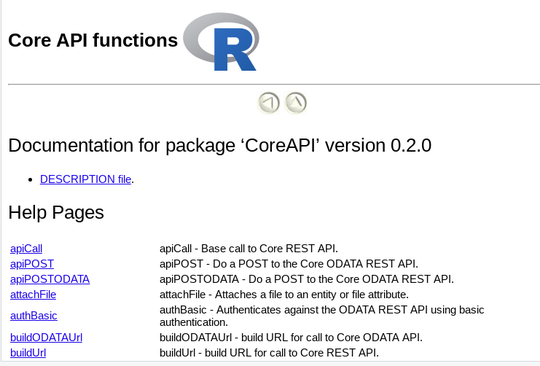 Core API functions
R
Documentation for package ‘CoreAPI’ version 0.2.0
DESCRIPTION file.
Help Pages
apiCall apiCall - Base call to Core REST API.
apiPOST apiPOST - Do a POST to the Core ODATA REST API.
apiPOSTODATA apiPOSTODATA - Do a POST to the Core ODATA REST API.
attachFile attachFile - Attaches a file to an entity or file attribute.
authBasic authBasic - Authenticates against the ODATA REST API using basic
authentication.
buildODATAUrl buildODATAUrl - build URL for call to Core ODATA API.
buildUrl buildUrl - build URL for call to Core REST API.